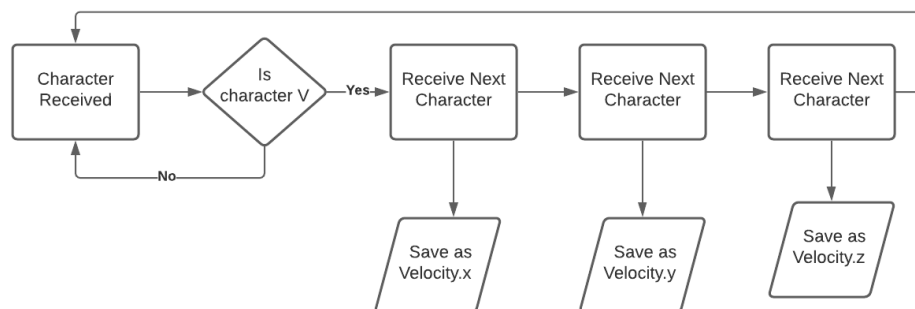 Character
Received
Is
character V
Yes
No
Receive Next
Character
Receive Next
Character
Receive Next
Character
Save as
Velocity.x
Save as
Velocity.y
Save as
Velocity.z